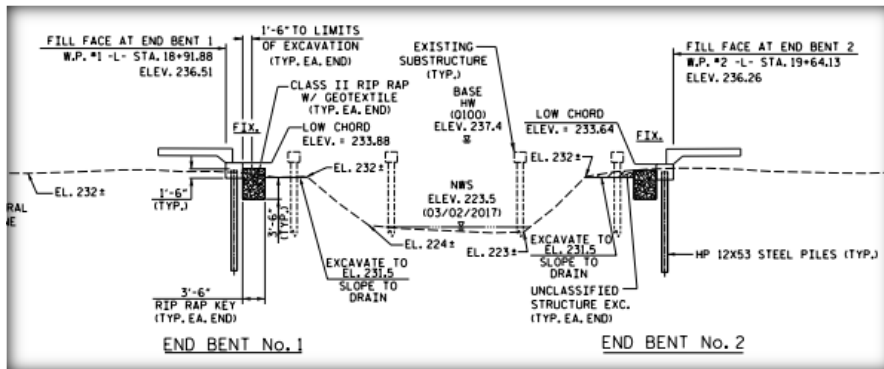 FILL FACE AT END BENT 1
W.P. #1 -L- STA. 18+91.88
ELEV. 236.51
1'-6" TO LIMITS
OF EXCAVATION
(TYP. EA. END)
CLASS II RIP RAP
W/ GEOTEXTILE
(TYP. EA. END)
FIX.
LOW CHORD
ELEV. = 233.88
EXISTING
SUBSTRUCTURE
(TYP.)
BASE
HW
(Q100)
ELEV. 237.4
FILL FACE AT END BENT 2
W.P. #2 -L- STA. 19+64.13
ELEV. 236.26
LOW CHORD
ELEV. = 233.64
FIX.
EL. 232±
EL. 232±
EL. 232±
1'-6"
(TYP.)
RAL
NE
3'-6"
(TYP.)
NWS
ELEV. 223.5
(03/02/2017)
EL. 224±
EL. 223±
EXCAVATE TO
EL. 231.5
SLOPE TO
DRAIN
EXCAVATE TO
EL. 231.5
SLOPE TO
DRAIN
UNCLASSIFIED
STRUCTURE EXC.
(TYP. EA. END)
HP 12X53 STEEL PILES (TYP.)
3'-6"
RIP RAP KEY
(TYP. EA. END)
END BENT No. 1
END BENT No. 2